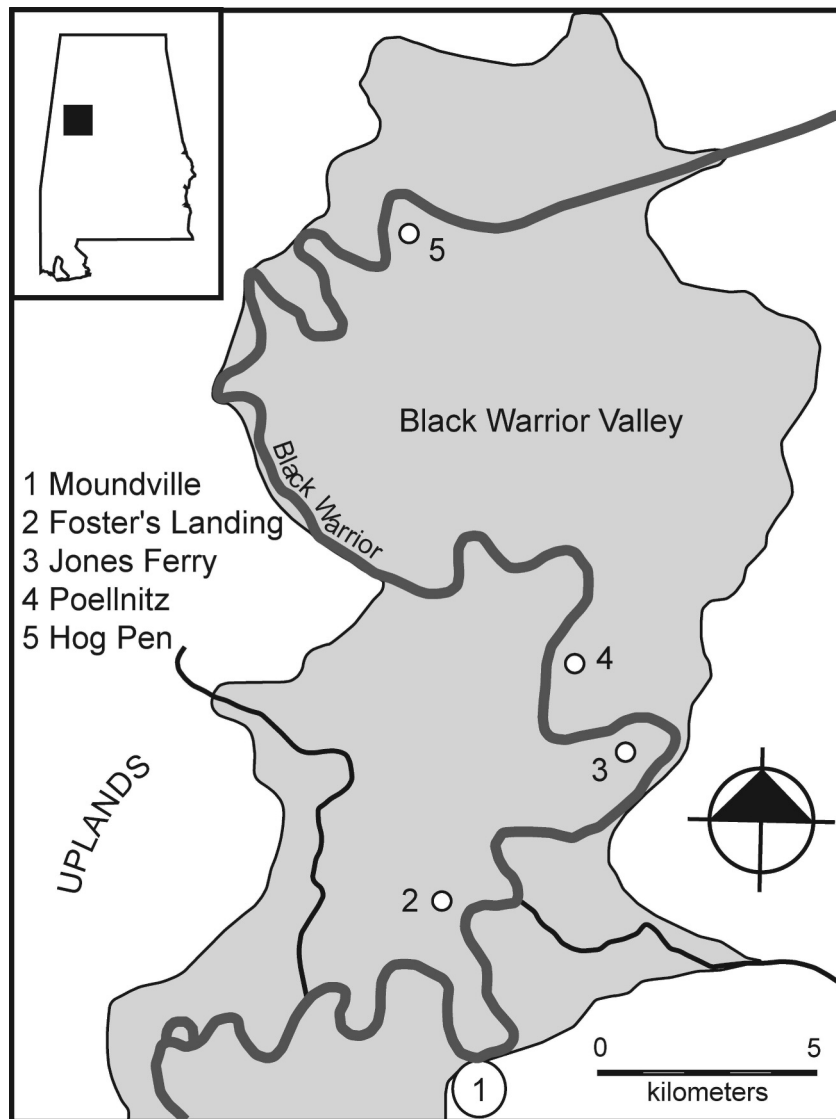 5
Black Warrior Valley
Black Warrior
1 Moundville
2 Foster's Landing
3 Jones Ferry
4 Poellnitz
5 Hog Pen
4
3
UPLANDS
2
0 5
kilometers
1